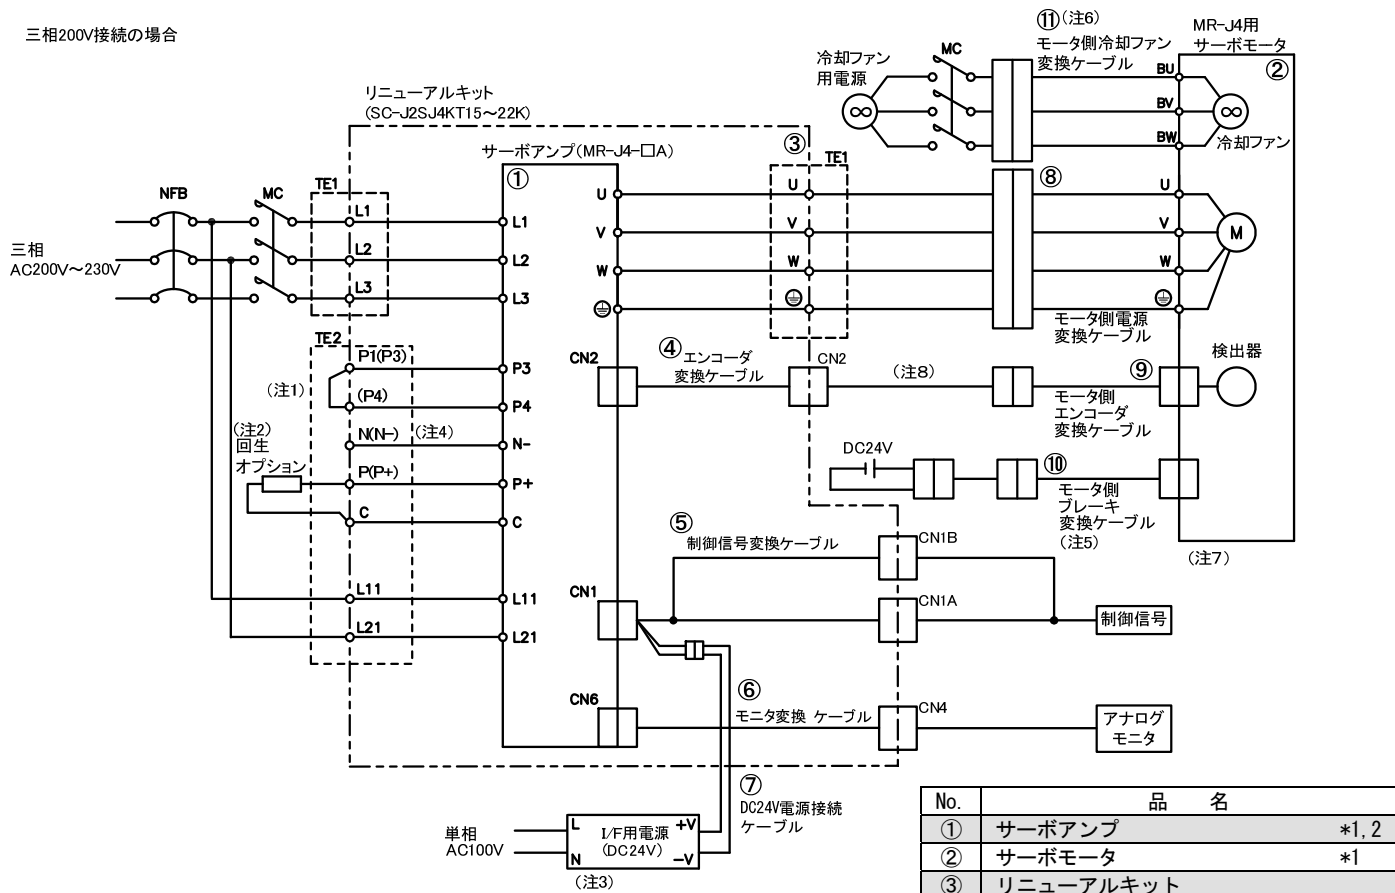 三相200V接続の場合
⑪(注6)
モータ側冷却ファン
変換ケーブル
MR-J4用
サーボモータ
②
冷却ファン
用電源
MC
BU
BV
BW
冷却ファン
リニューアルキット
(SC-J2SJ4KT15～22K)
③
サーボアンプ(MR-J4-□A)
①
TE1
⑧
NFB
MC
TE1
三相
AC200V～230V
L1
L2
L3
L1
L2
L3
U
V
W
U
V
W
U
V
W
M
モータ側電源
変換ケーブル
TE2
(注1)
P1(P3)
(P4)
N(N-)
(注4)
P(P+)
C
(注2)
回生
オプション
L11
L21
P3
P4
N-
P+
C
L11
L21
CN2
④エンコーダ
変換ケーブル
CN2
(注8)
⑨
モータ側
エンコーダ
変換ケーブル
検出器
DC24V
⑩
モータ側
ブレーキ
変換ケーブル
(注5)
(注7)
⑤
制御信号変換ケーブル
CN1B
CN1
CN1A
制御信号
⑥
CN6
モニタ変換 ケーブル
CN4
アナログ
モニタ
⑦
DC24V電源接続
ケーブル
単相
AC100V
L
N
I/F用電源
(DC24V)
+V
-V
(注3)
No. 品 名
① サーボアンプ *1,2
② サーボモータ *1
③ リニューアルキット